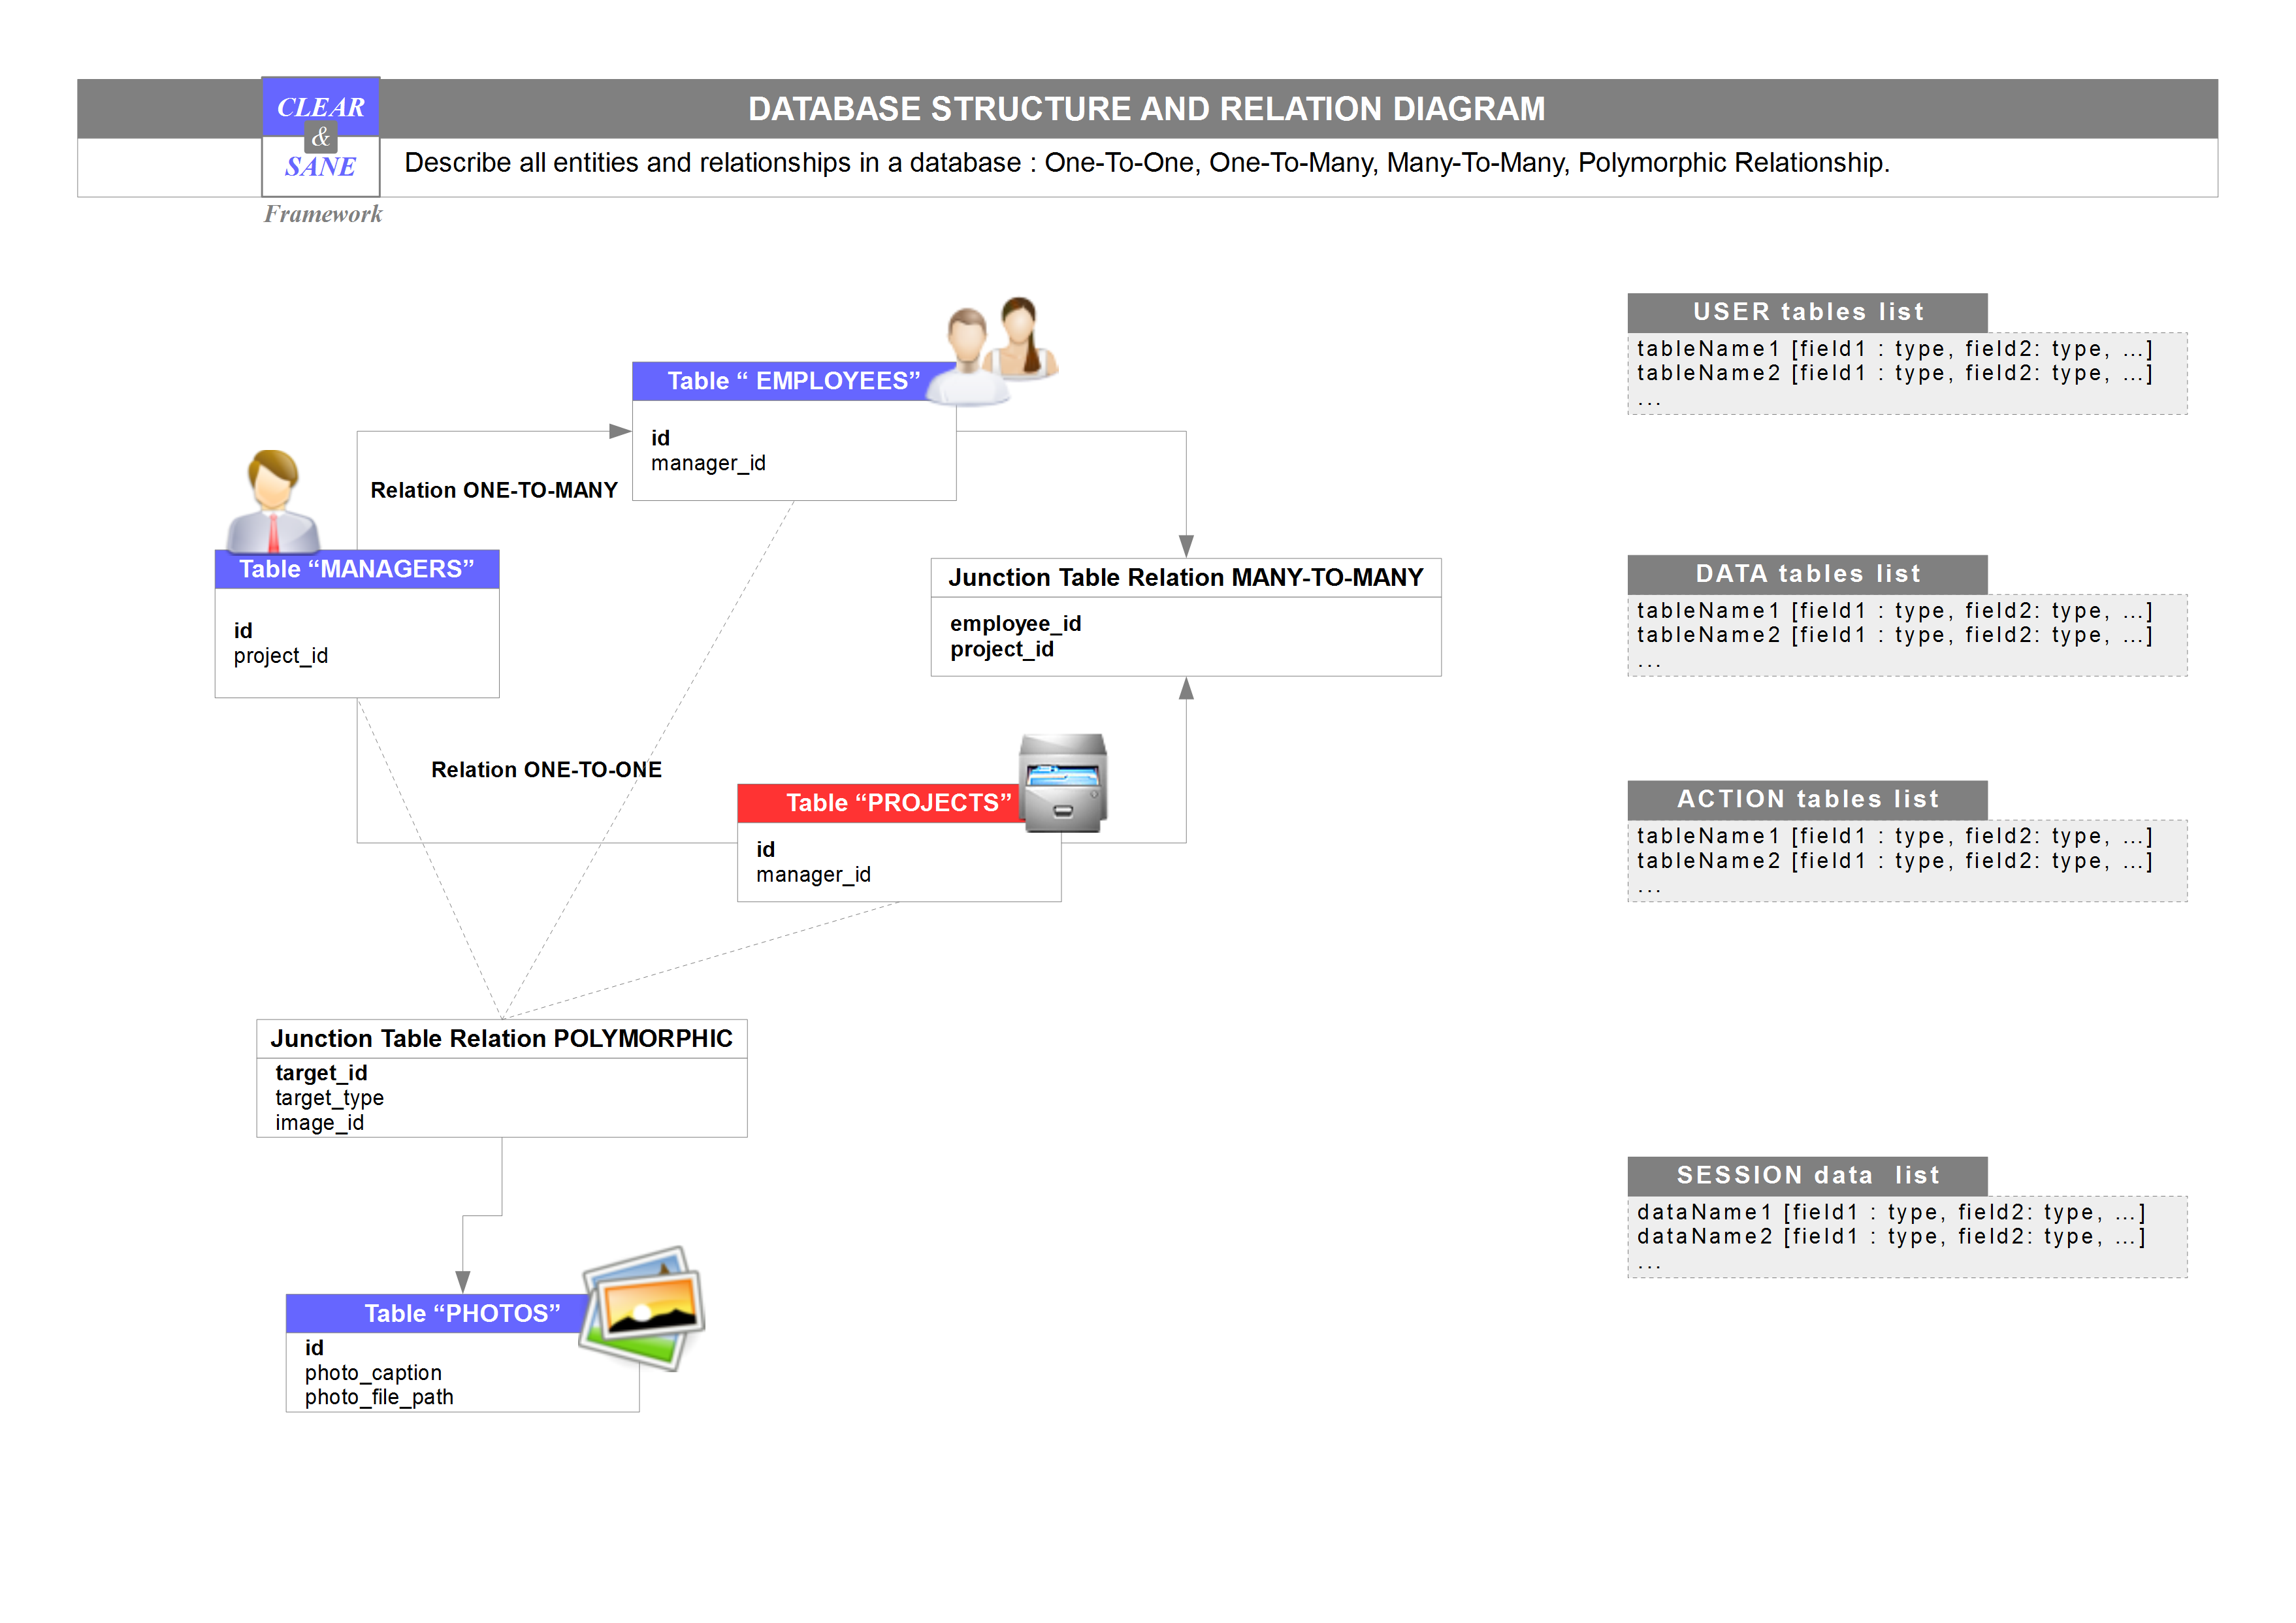 CLEAR
&
SANE
Framework
DATABASE STRUCTURE AND RELATION DIAGRAM
Describe all entities and relationships in a database : One-To-One, One-To-Many, Many-To-Many, Polymorphic Relationship.
Table “ EMPLOYEES”
id
manager_id
Relation ONE-TO-MANY
Table “MANAGERS”
id
project_id
Junction Table Relation MANY-TO-MANY
employee_id
project_id
Relation ONE-TO-ONE
Table “PROJECTS”
id
manager_id
Junction Table Relation POLYMORPHIC
target_id
target_type
image_id
Table “PHOTOS”
id
photo_caption
photo_file_path
USER tables list
tableName1 [field1 : type, field2: type, ...]
tableName2 [field1 : type, field2: type, ...]
...
DATA tables list
tableName1 [field1 : type, field2: type, ...]
tableName2 [field1 : type, field2: type, ...]
...
ACTION tables list
tableName1 [field1 : type, field2: type, ...]
tableName2 [field1 : type, field2: type, ...]
...
SESSION data  list
dataName1 [field1 : type, field2: type, ...]
dataName2 [field1 : type, field2: type, ...]
...